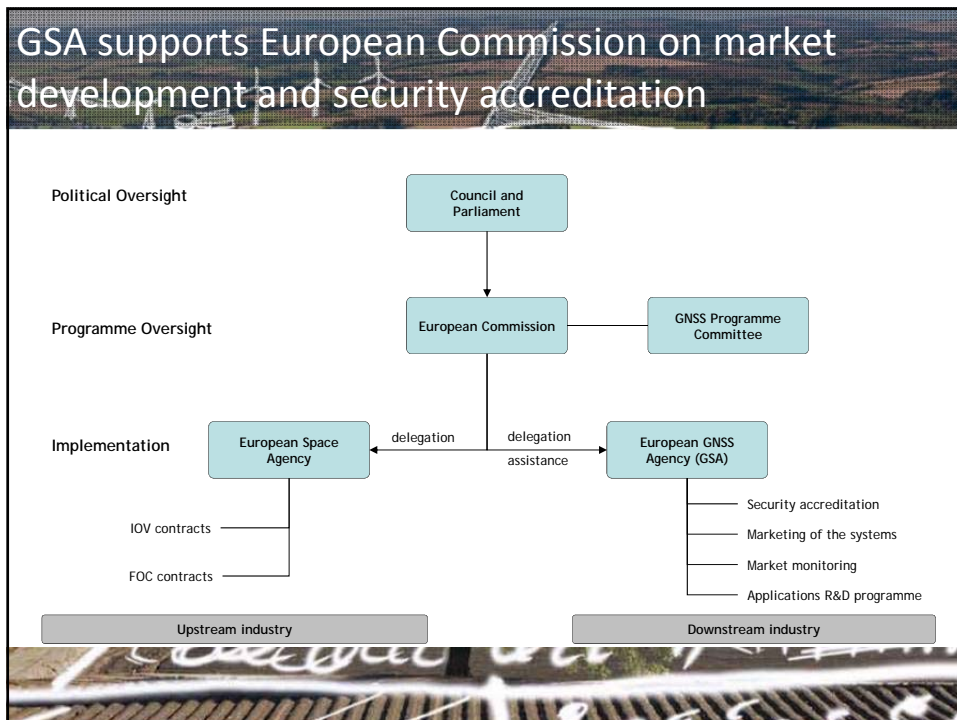 GSA supports European Commission on market
development and security accreditation
Political Oversight
Council and
Parliament
Programme Oversight
European Commission
GNSS Programme
Committee
Implementation
European Space
Agency
delegation
delegation
assistance
European GNSS
Agency (GSA)
IOV contracts
FOC contracts
Security accreditation
Marketing of the systems
Market monitoring
Applications R&D programme
Upstream industry
Downstream industry